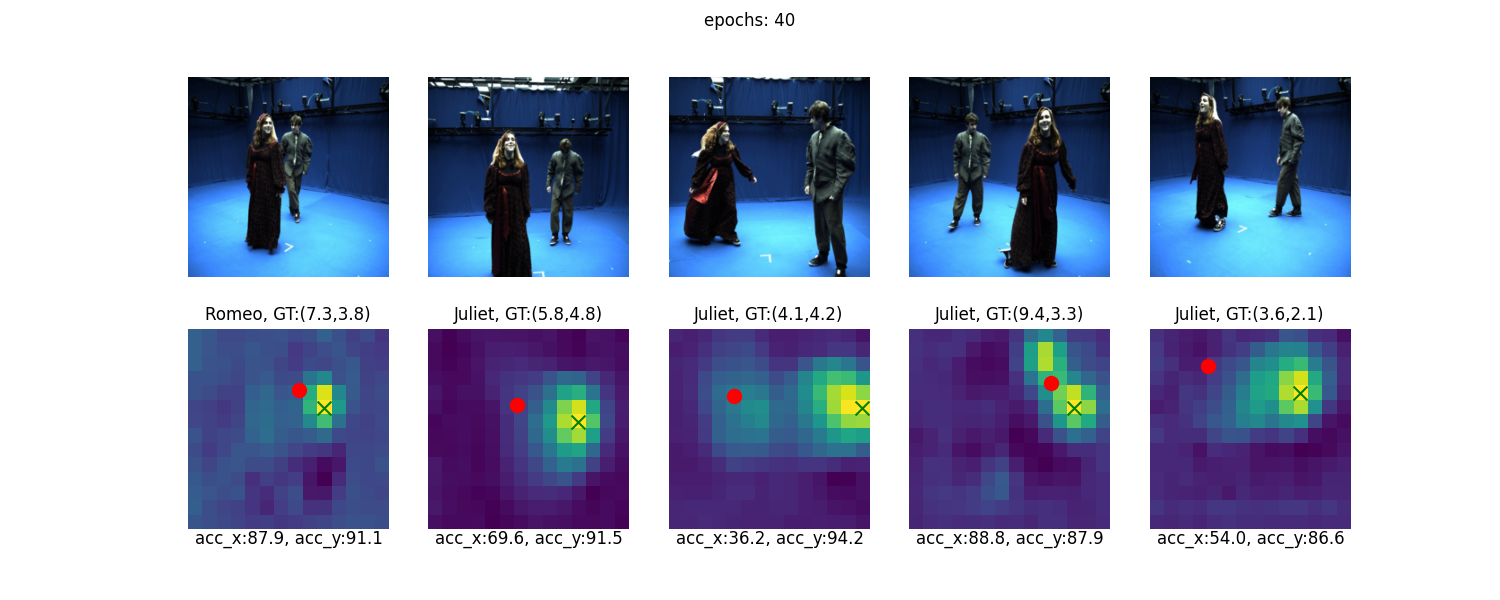 epochs: 40
Romeo, GT:(7.3,3.8)
Juliet, GT:(5.8,4.8)
Juliet, GT:(4.1,4.2)
Juliet, GT:(9.4,3.3)
Juliet, GT:(3.6,2.1)
acc_x:87.9, acc_y:91.1
acc_x:69.6, acc_y:91.5
acc_x:36.2, acc_y:94.2
acc_x:88.8, acc_y:87.9
acc_x:54.0, acc_y:86.6